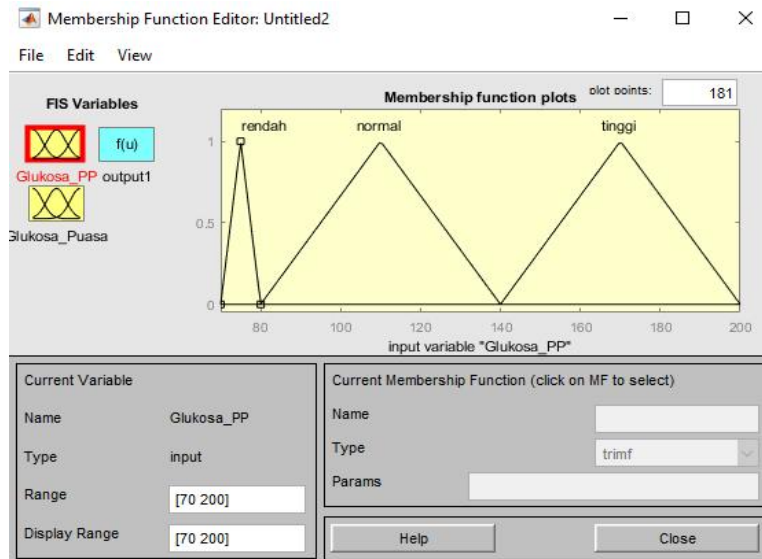 Membership Function Editor: Untitled2
File Edit View
FIS Variables
f(u)
Glukosa_PP output1
Glukosa_Puasa
Membership function plots plot points: 181
rendah normal tinggi
1
0.5
0
80 100 120 140 160 180 200
input variable "Glukosa_PP"
Current Variable
Name Glukosa_PP
Type input
Range [70 200]
Display Range [70 200]
Current Membership Function (click on MF to select)
Name
Type trimf
Params
Help Close